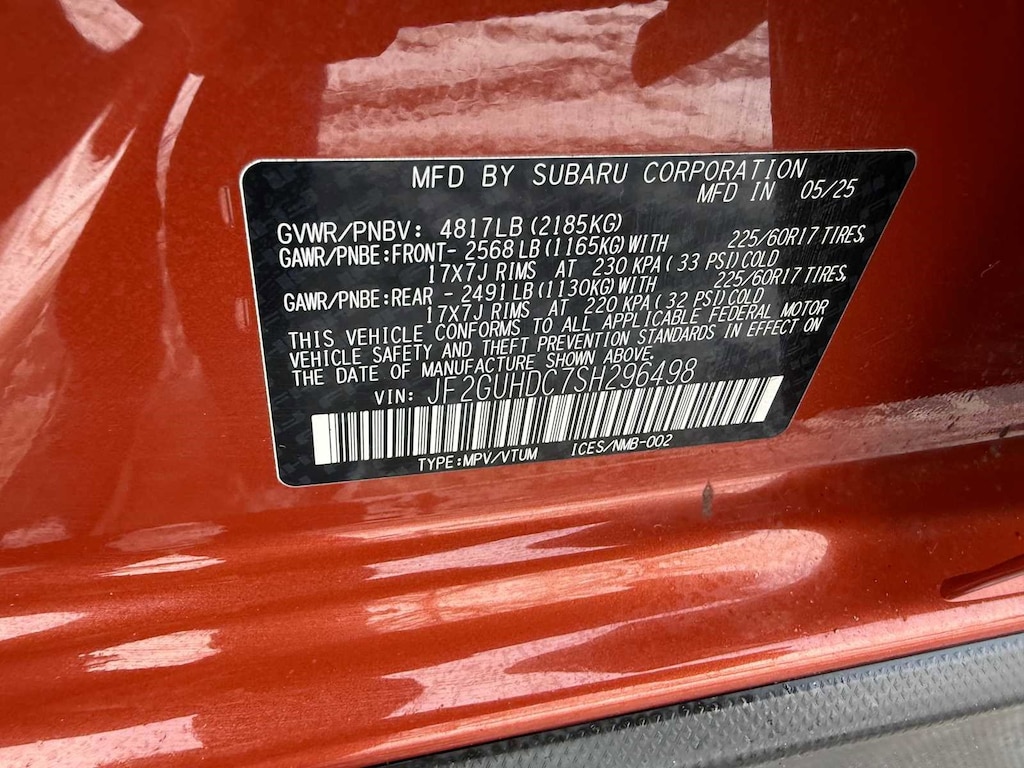 MFD BY SUBARU CORPORATION
MFD IN 05/25
GVWR/PNBV: 4817LB (2185KG)
GAWR/PNBE:FRONT- 2568LB (1165KG) WITH 225/60R17 TIRES,
17X7J RIMS AT 230 KPA ( 33 PSI) COLD
GAWR/PNBE:REAR - 2491LB (1130KG) WITH 225/60R17 TIRES,
17X7J RIMS AT 220 KPA ( 32 PSI) COLD
THIS VEHICLE CONFORMS TO ALL APPLICABLE FEDERAL MOTOR
VEHICLE SAFETY AND THEFT PREVENTION STANDARDS IN EFFECT ON
THE DATE OF MANUFACTURE SHOWN ABOVE.
VIN: JF2GUHDC7SH296498
TYPE:MPV/VTUM ICES/NMB-002